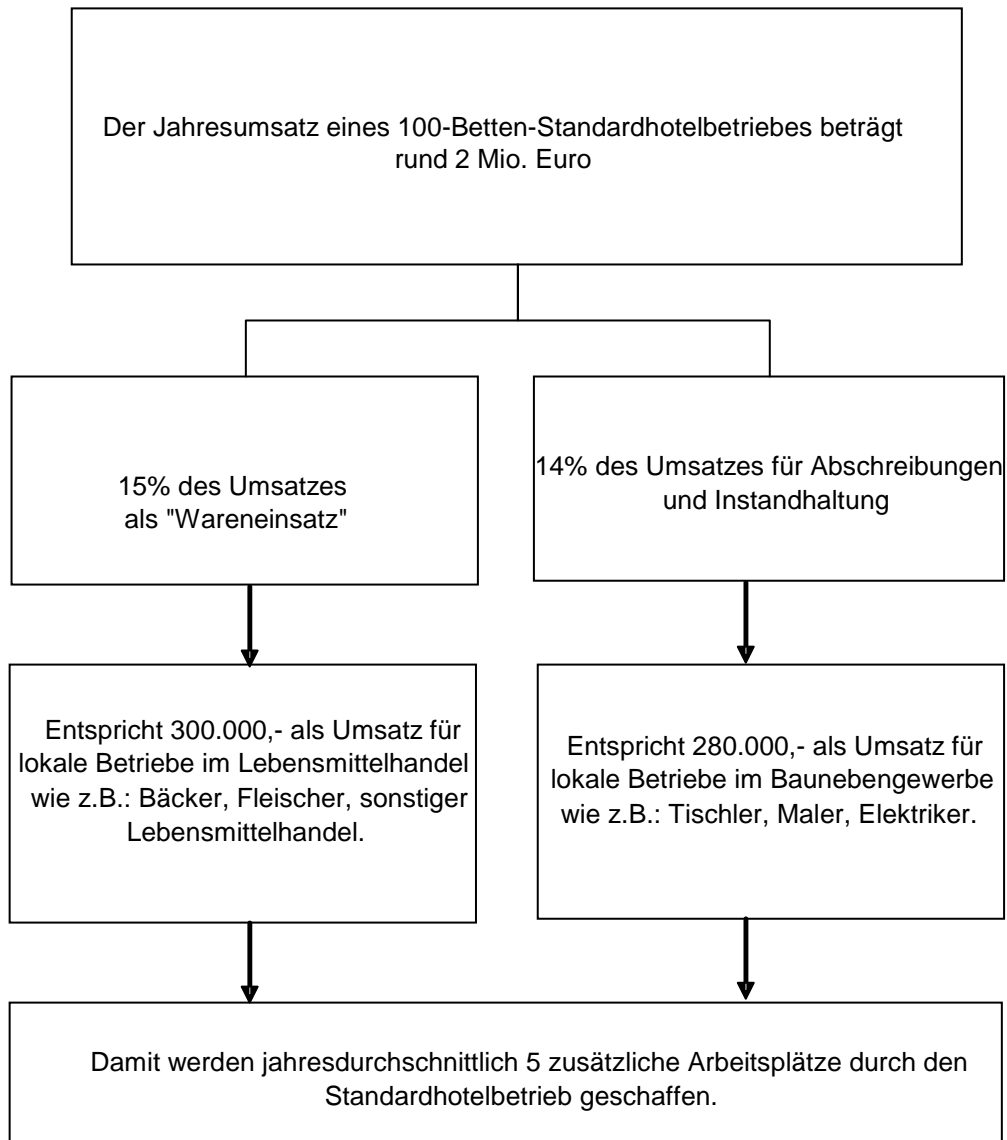 Der Jahresumsatz eines 100-Betten-Standardhotelbetriebes beträgt
rund 2 Mio. Euro
15% des Umsatzes
als "Wareneinsatz"
14% des Umsatzes für Abschreibungen
und Instandhaltung
Entspricht 300.000,- als Umsatz für
lokale Betriebe im Lebensmittelhandel
wie z.B.: Bäcker, Fleischer, sonstiger
Lebensmittelhandel.
Entspricht 280.000,- als Umsatz für
lokale Betriebe im Baunebengewerbe
wie z.B.: Tischler, Maler, Elektriker.
Damit werden jahresdurchschnittlich 5 zusätzliche Arbeitsplätze durch den
Standardhotelbetrieb geschaffen.